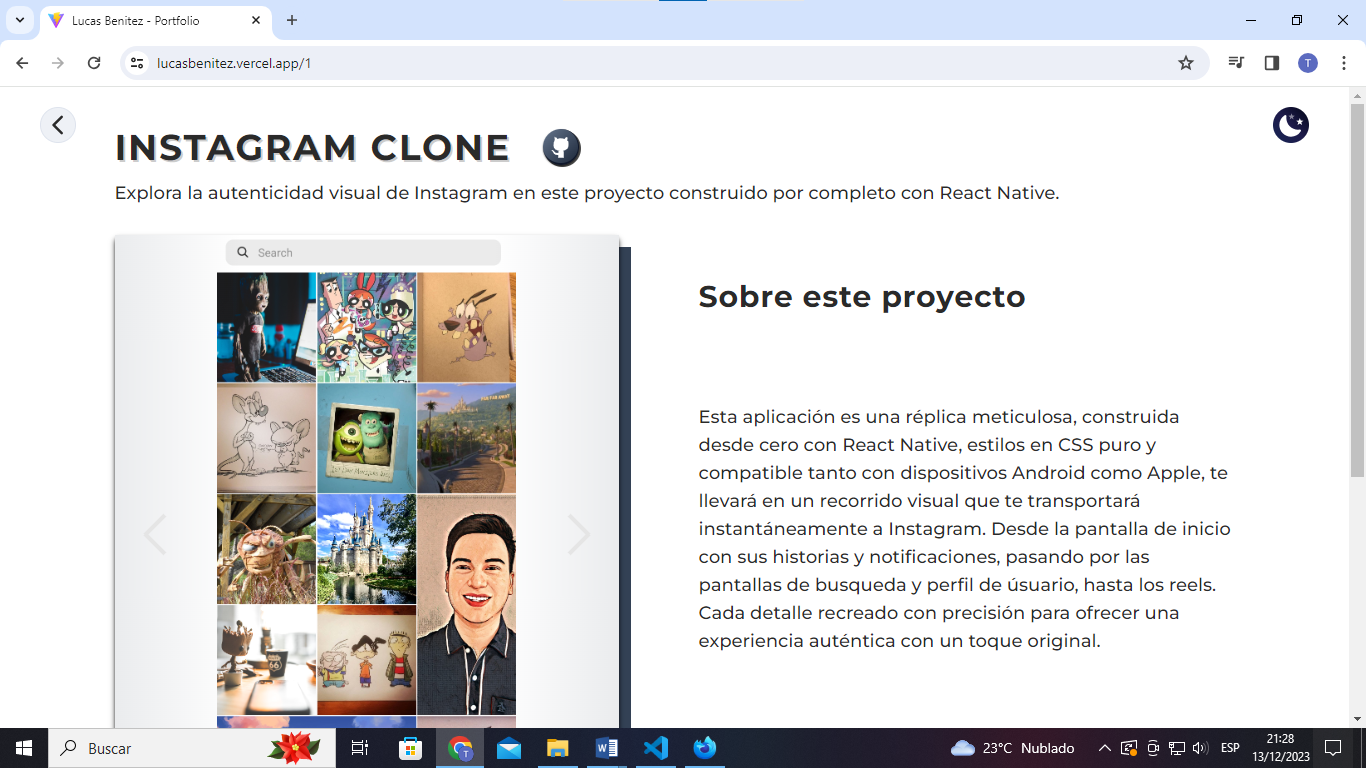 Lucas Benitez - Portfolio
lucasbenitez.vercel.app/1
T
INSTAGRAM CLONE
Explora la autenticidad visual de Instagram en este proyecto construido por completo con React Native.
Search
Sobre este proyecto
Esta aplicación es una réplica meticulosa, construida
desde cero con React Native, estilos en CSS puro y
compatible tanto con dispositivos Android como Apple, te
llevará en un recorrido visual que te transportará
instantáneamente a Instagram. Desde la pantalla de inicio
con sus historias y notificaciones, pasando por las
pantallas de busqueda y perfil de úsuario, hasta los reels.
Cada detalle recreado con precisión para ofrecer una
experiencia auténtica con un toque original.
Buscar
T
23°C Nublado
ESP
21:28
13/12/2023